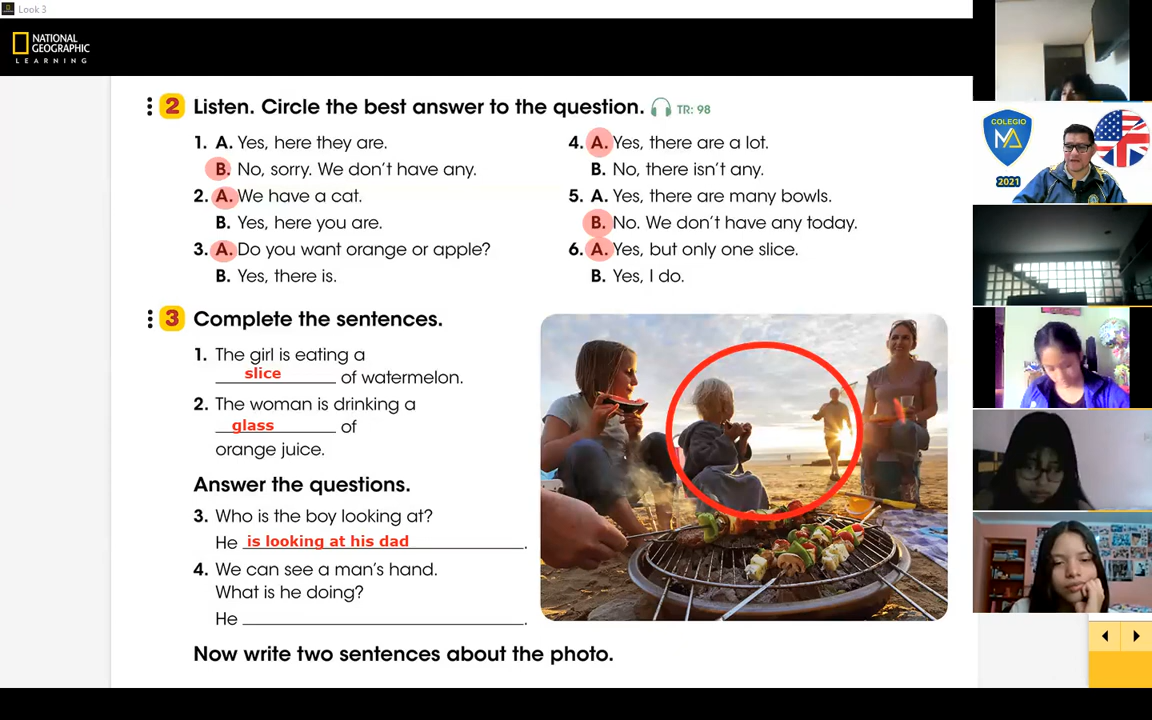 Look 3
NATIONAL
GEOGRAPHIC
LEARNING
2 Listen. Circle the best answer to the question. TR: 98
1. A. Yes, here they are.
B. No, sorry. We don't have any.
2. A. We have a cat.
B. Yes, here you are.
3. A. Do you want orange or apple?
B. Yes, there is.
4. A. Yes, there are a lot.
B. No, there isn't any.
5. A. Yes, there are many bowls.
B. No. We don't have any today.
6. A. Yes, but only one slice.
B. Yes, I do.
3 Complete the sentences.
1. The girl is eating a
slice of watermelon.
2. The woman is drinking a
glass of
orange juice.
Answer the questions.
3. Who is the boy looking at?
He is looking at his dad.
4. We can see a man's hand.
What is he doing?
He .
Now write two sentences about the photo.
COLEGIO
MA
2021